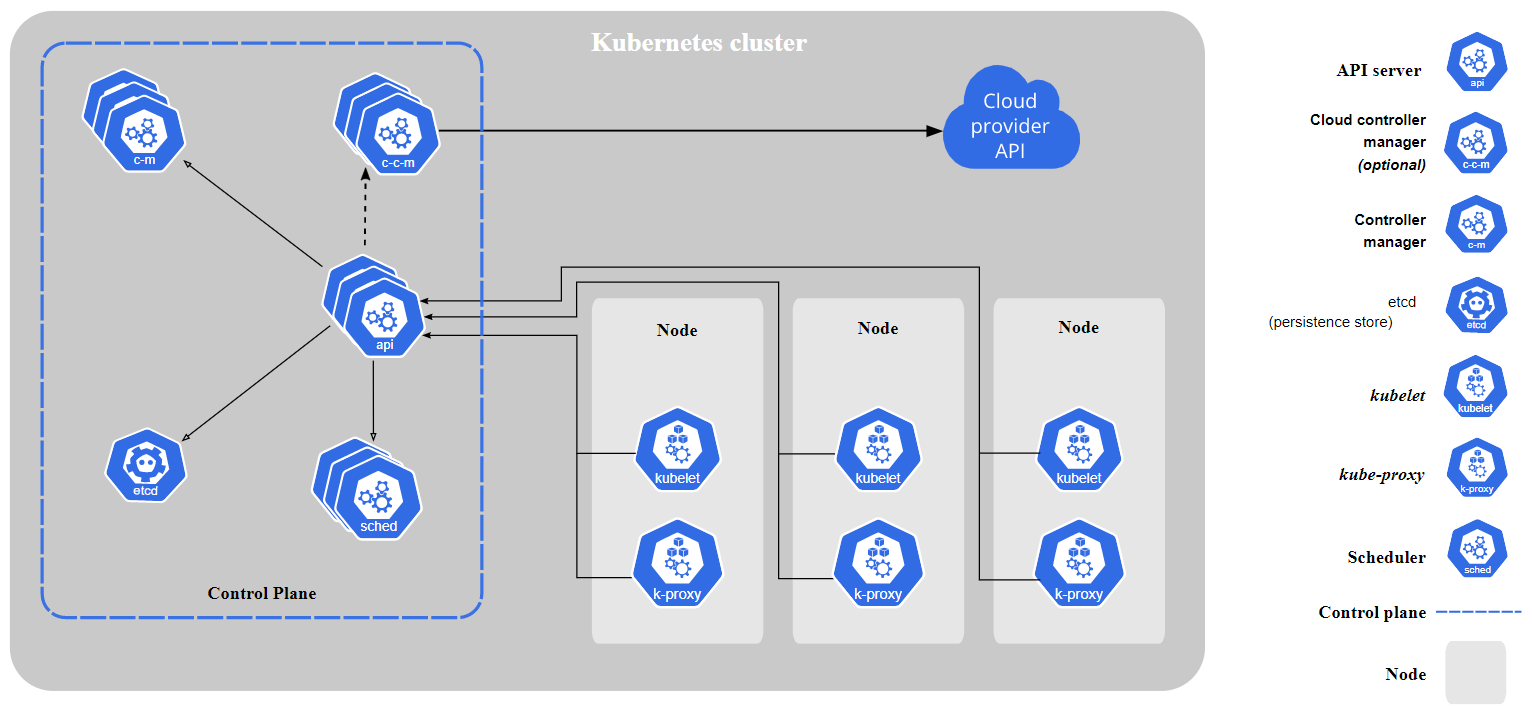 Kubernetes cluster
c-m
c-c-m
Cloud
provider
API
api
etcd
sched
Control Plane
Node
kubelet
k-proxy
Node
kubelet
k-proxy
Node
kubelet
k-proxy
API server
api
Cloud controller
manager
(optional)
c-c-m
Controller
manager
c-m
etcd
(persistence store)
etcd
kubelet
kubelet
kube-proxy
k-proxy
Scheduler
sched
Control plane
Node